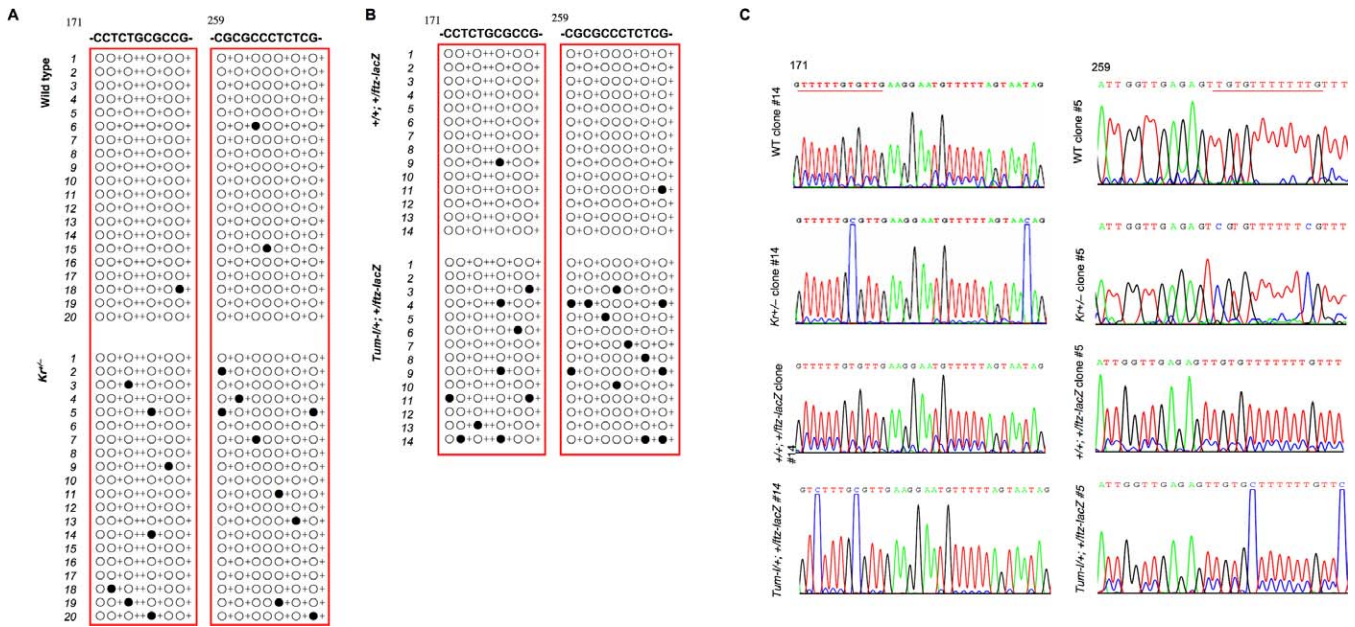 A
171
259
-CCTCTGCGCCG-
-CGCGCCCTCTCG-
Wild type
1
2
3
4
5
6
7
8
9
10
11
12
13
14
15
16
17
18
19
20
Kr+/–
1
2
3
4
5
6
7
8
9
10
11
12
13
14
15
16
17
18
19
20
B
171
259
-CCTCTGCGCCG-
-CGCGCCCTCTCG-
+/+; +/ftz-lacZ
1
2
3
4
5
6
7
8
9
10
11
12
13
14
Tum-l/+; +/ftz-lacZ
1
2
3
4
5
6
7
8
9
10
11
12
13
14
C
171
259
WT clone #14
GTTTTTGTGTTGAAGGAATGTTTTTAGTAATAG
WT clone #5
ATTGGTTGAGAGTTGTGTTTTTTTGTTT
Kr+/– clone #14
GTTTTTGCGTTGAAGGAATGTTTTTAGTAACAG
Kr+/– clone #5
ATTGGTTGAGAGTCGTGTTTTTTCGTTT
+/+; +/ftz-lacZ clone
#14
GTTTTTGTGTTGAAGGAATGTTTTTAGTAATAG
+/+; +/ftz-lacZ clone #5
ATTGGTTGAGAGTTGTGTTTTTTTGTTT
Tum-l/+; +/ftz-lacZ #14
GTCTTTGCGTTGAAGGAATGTTTTTAGTAATAG
Tum-l/+; +/ftz-lacZ #5
ATTGGTTGAGAGTTGTGCTTTTTTGTTC